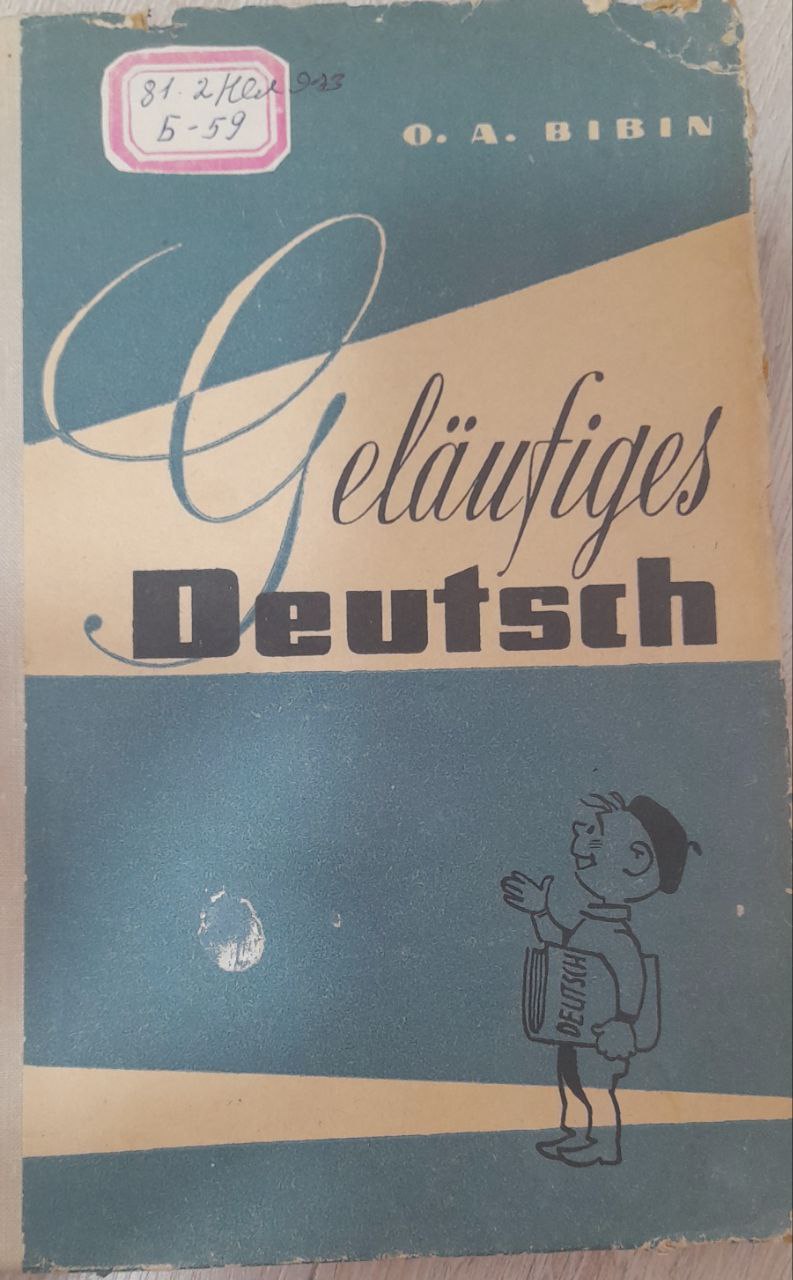 81.2Нем 923
Б-59
O. A. BIBIN
Geläufiges
Deutsch
DEUTSCH